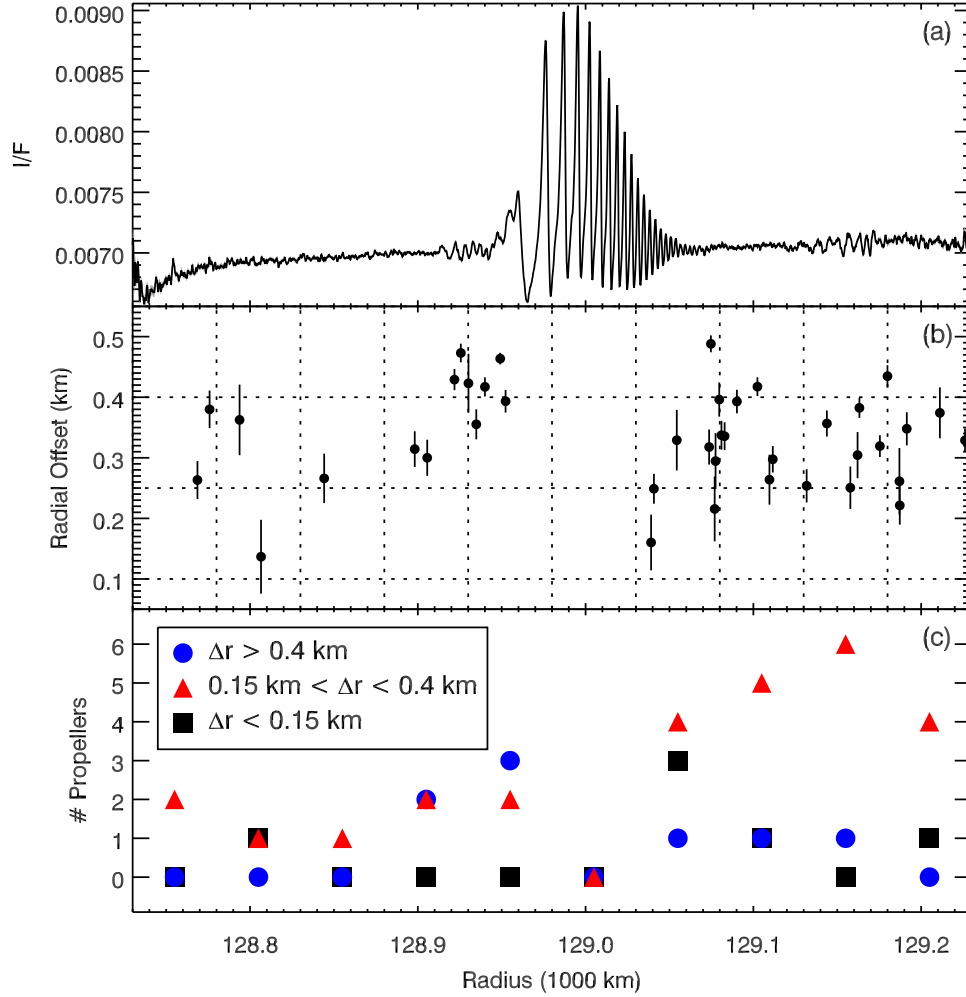 (a)
0.0090
0.0085
0.0080
0.0075
0.0070
I/F
(b)
0.5
0.4
0.3
0.2
0.1
Radial Offset (km)
(c)
Δr > 0.4 km
0.15 km < Δr < 0.4 km
Δr < 0.15 km
6
5
4
3
2
1
0
# Propellers
128.8 128.9 129.0 129.1 129.2
Radius (1000 km)